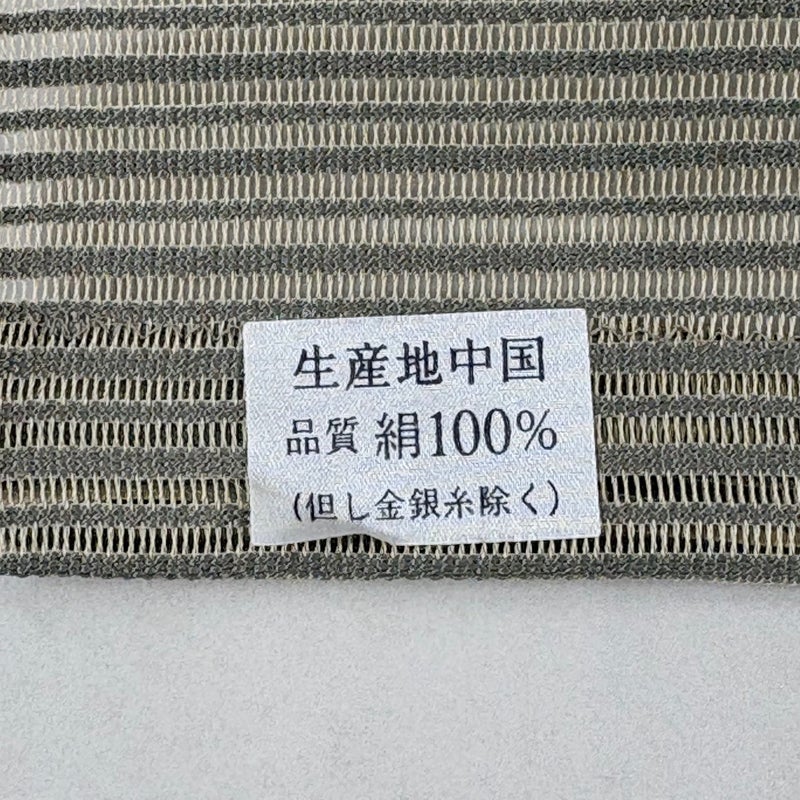 生産地中国
品質 絹100%
(但し金銀糸除く)